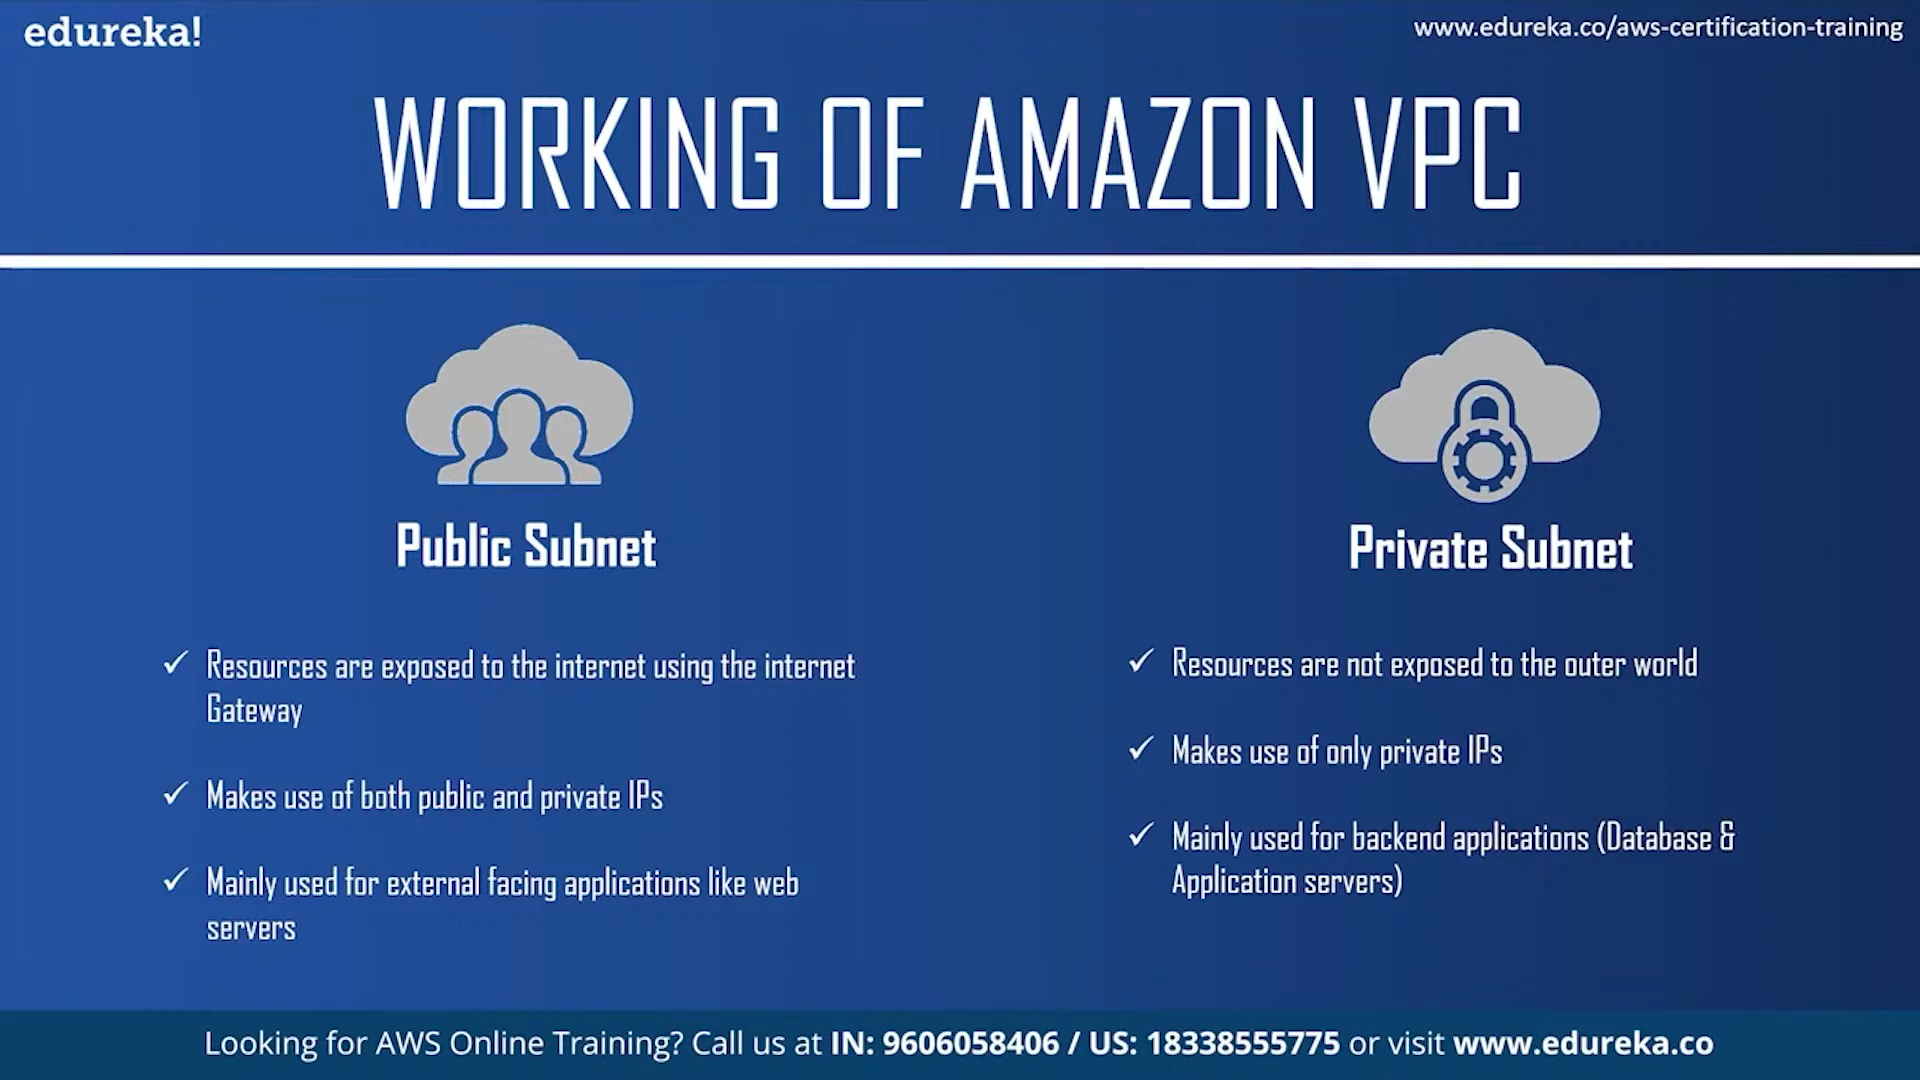 edureka!
www.edureka.co/aws-certification-training
WORKING OF AMAZON VPC
Public Subnet
✓ Resources are exposed to the internet using the internet
Gateway
✓ Makes use of both public and private IPs
✓ Mainly used for external facing applications like web
servers
Private Subnet
✓ Resources are not exposed to the outer world
✓ Makes use of only private IPs
✓ Mainly used for backend applications (Database &
Application servers)
Looking for AWS Online Training? Call us at IN: 9606058406 / US: 18338555775 or visit www.edureka.co